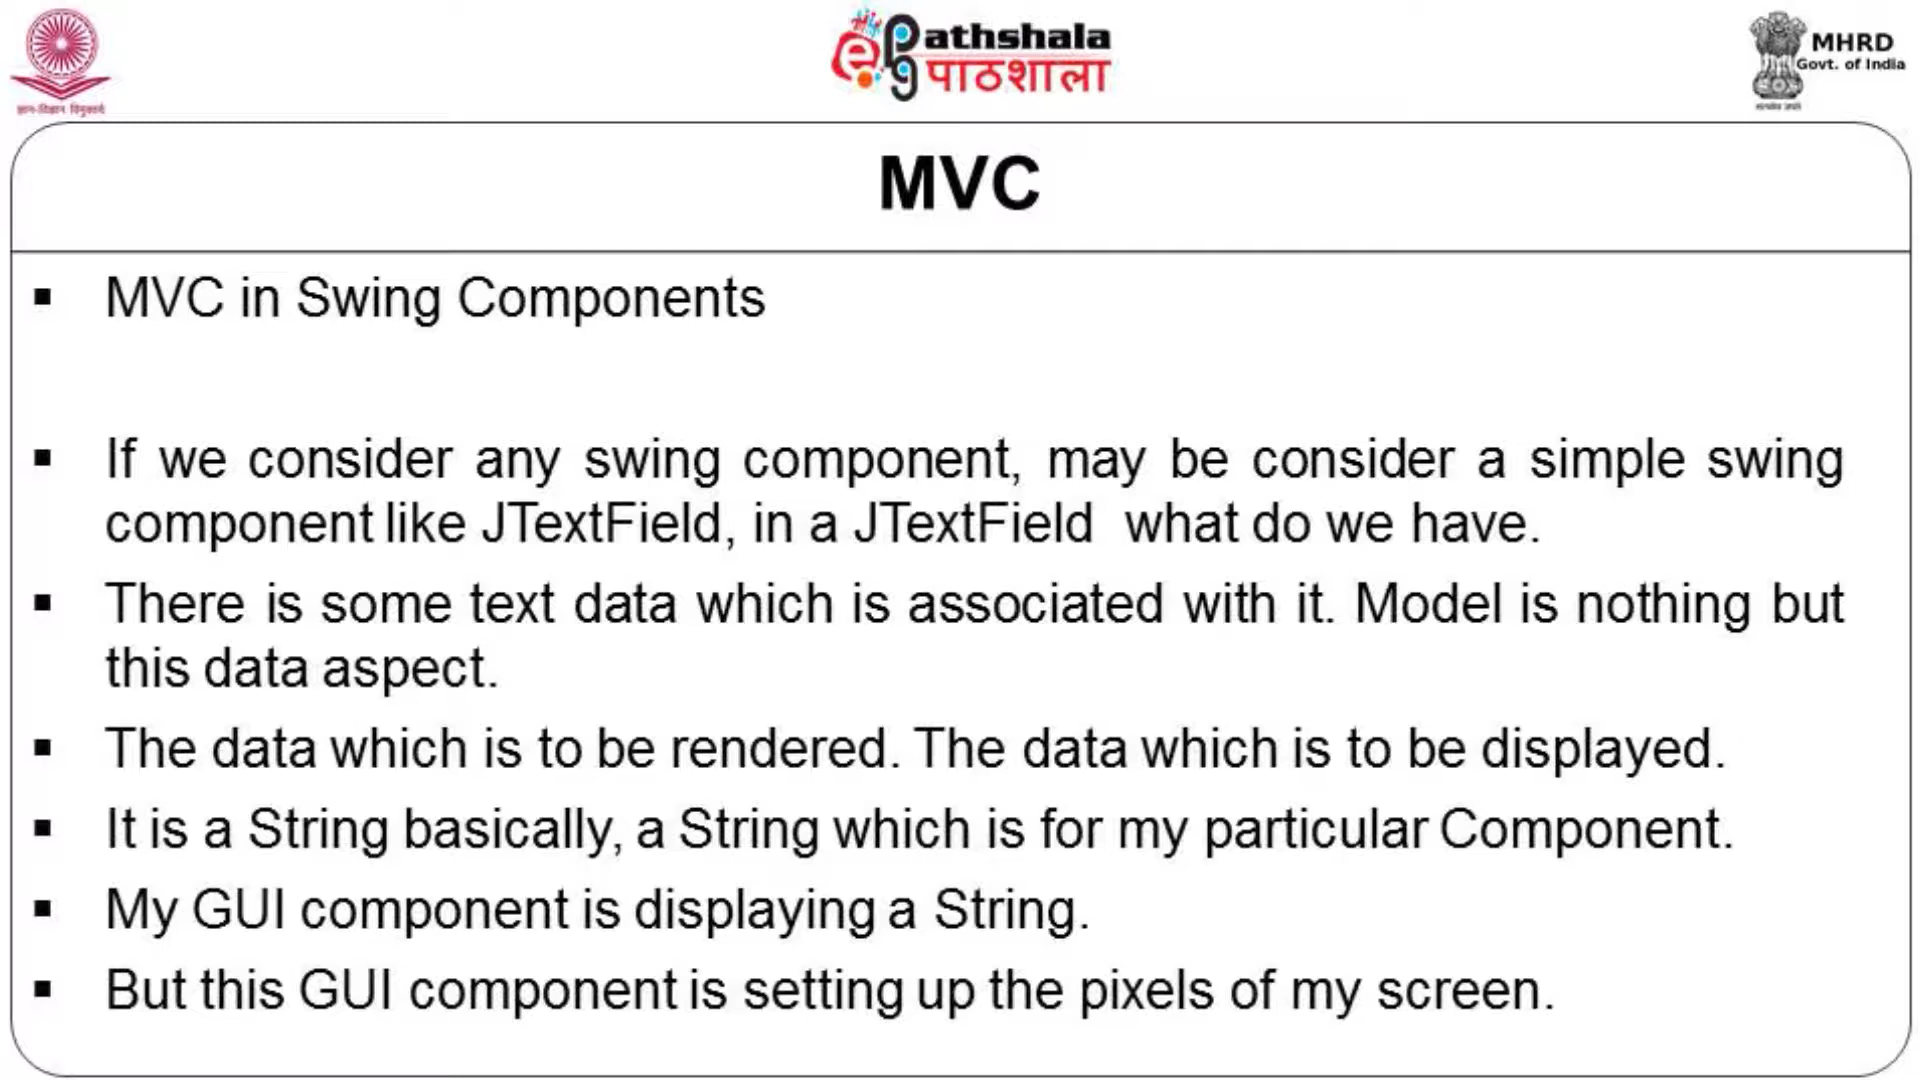 ज्ञान-विज्ञान विमुक्तये
athshala
पाठशाला
MHRD
Govt. of India
सत्यमेव जयते
MVC
▪ MVC in Swing Components
▪ If we consider any swing component, may be consider a simple swing
component like JTextField, in a JTextField what do we have.
▪ There is some text data which is associated with it. Model is nothing but
this data aspect.
▪ The data which is to be rendered. The data which is to be displayed.
▪ It is a String basically, a String which is for my particular Component.
▪ My GUI component is displaying a String.
▪ But this GUI component is setting up the pixels of my screen.